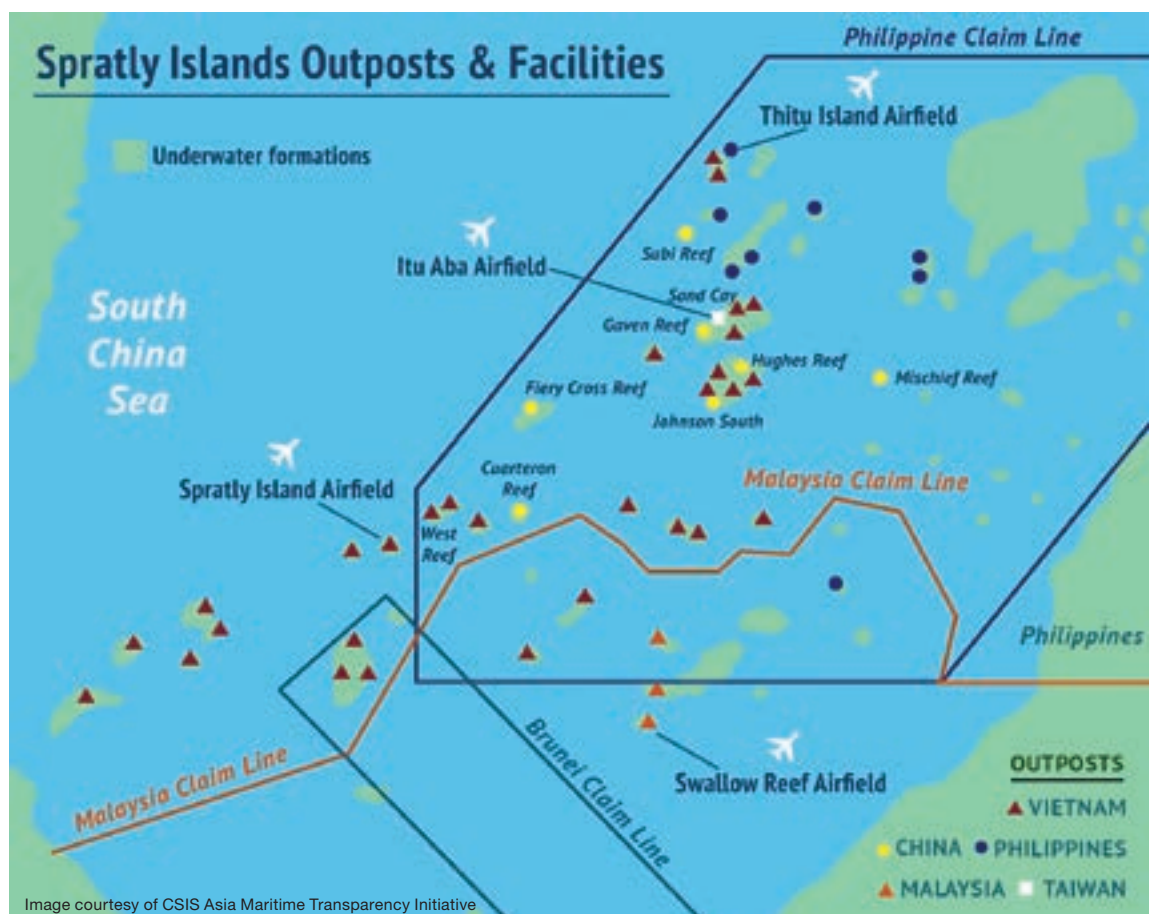 Philippine Claim Line
Spratly Islands Outposts & Facilities
Thitu Island Airfield
Underwater formations
Subi Reef
Itu Aba Airfield
Sand Cay
South
China
Sea
Gaven Reef
Hughes Reef
Fiery Cross Reef
Mischief Reef
Johnson South
Cuarteron
Reef
Malaysia Claim Line
Spratly Island Airfield
West
Reef
Philippines
Brunei Claim Line
Malaysia Claim Line
Swallow Reef Airfield
OUTPOSTS
VIETNAM
CHINA PHILIPPINES
MALAYSIA TAIWAN
Image courtesy of CSIS Asia Maritime Transparency Initiative